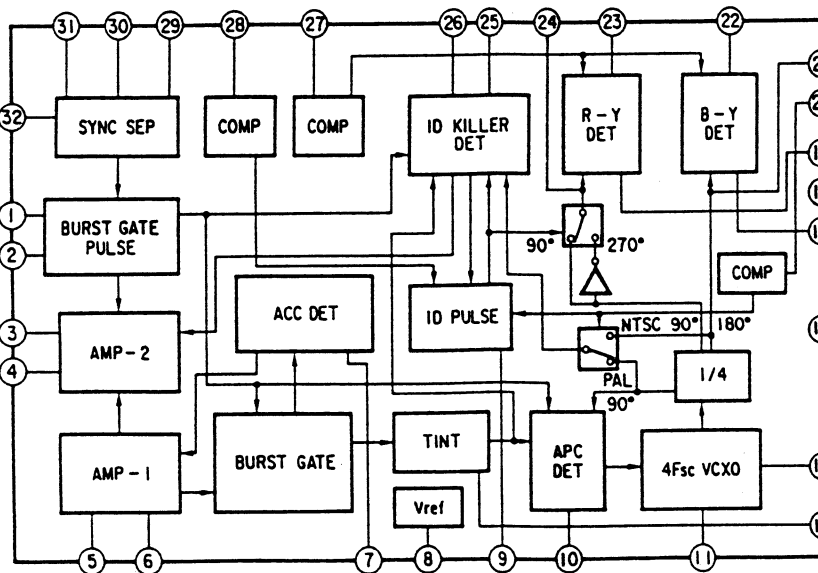 31 30 29 28 27 26 25 24 23 22
32
SYNC SEP
COMP
COMP
ID KILLER
DET
R-Y
DET
B-Y
DET
1
2
BURST GATE
PULSE
90° 270°
COMP
3
4
AMP-2
ACC DET
ID PULSE
NTSC 90° 180°
PAL
90°
1/4
AMP-1
BURST GATE
TINT
APC
DET
4Fsc VCXO
Vref
5 6 7 8 9 10 11